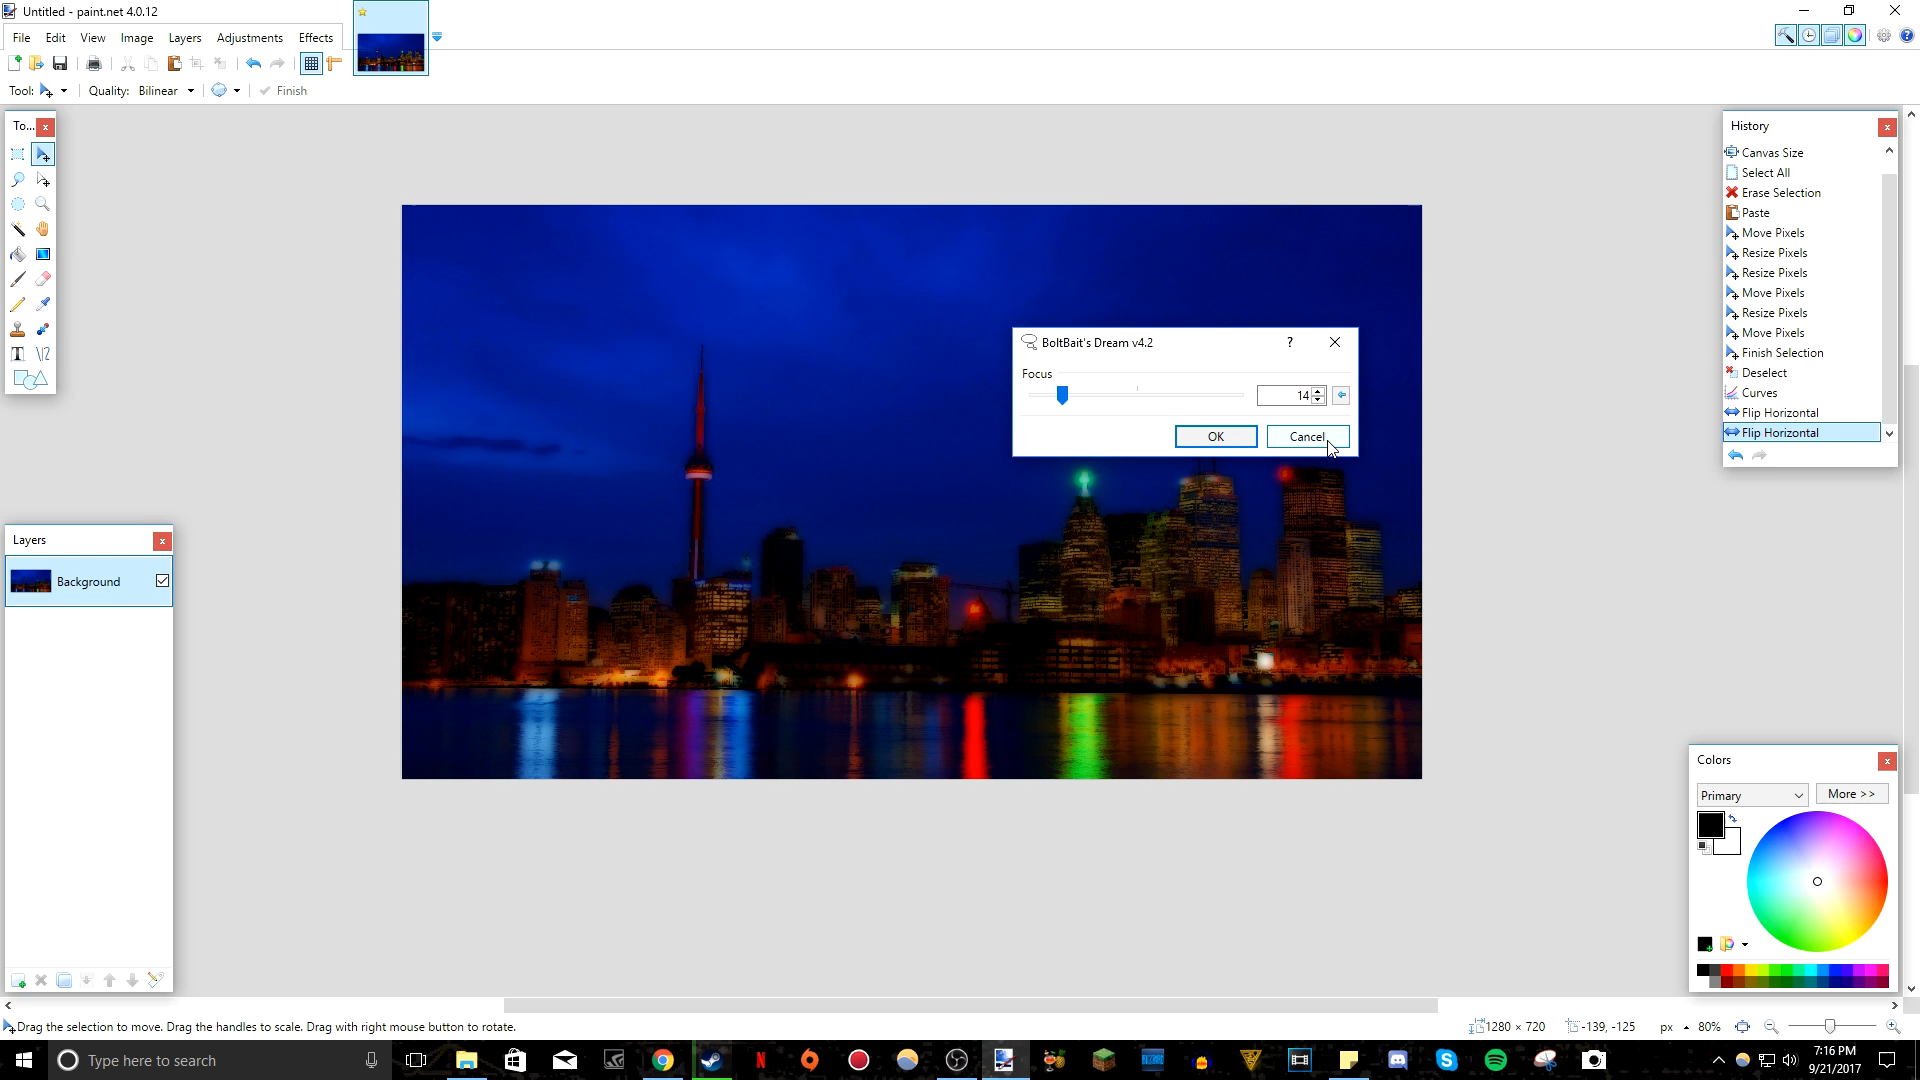 Untitled - paint.net 4.0.12
File Edit View Image Layers Adjustments Effects
Tool:
Quality: Bilinear
Finish
To...
History
Canvas Size
Select All
Erase Selection
Paste
Move Pixels
Resize Pixels
Resize Pixels
Move Pixels
Resize Pixels
Move Pixels
Finish Selection
Deselect
Curves
Flip Horizontal
Flip Horizontal
BoltBait's Dream v4.2
?
Focus
14
OK
Cancel
Layers
Background
Colors
Primary
More >>
Drag the selection to move. Drag the handles to scale. Drag with right mouse button to rotate.
1280 × 720
-139, -125
px
80%
Type here to search
7:16 PM
9/21/2017